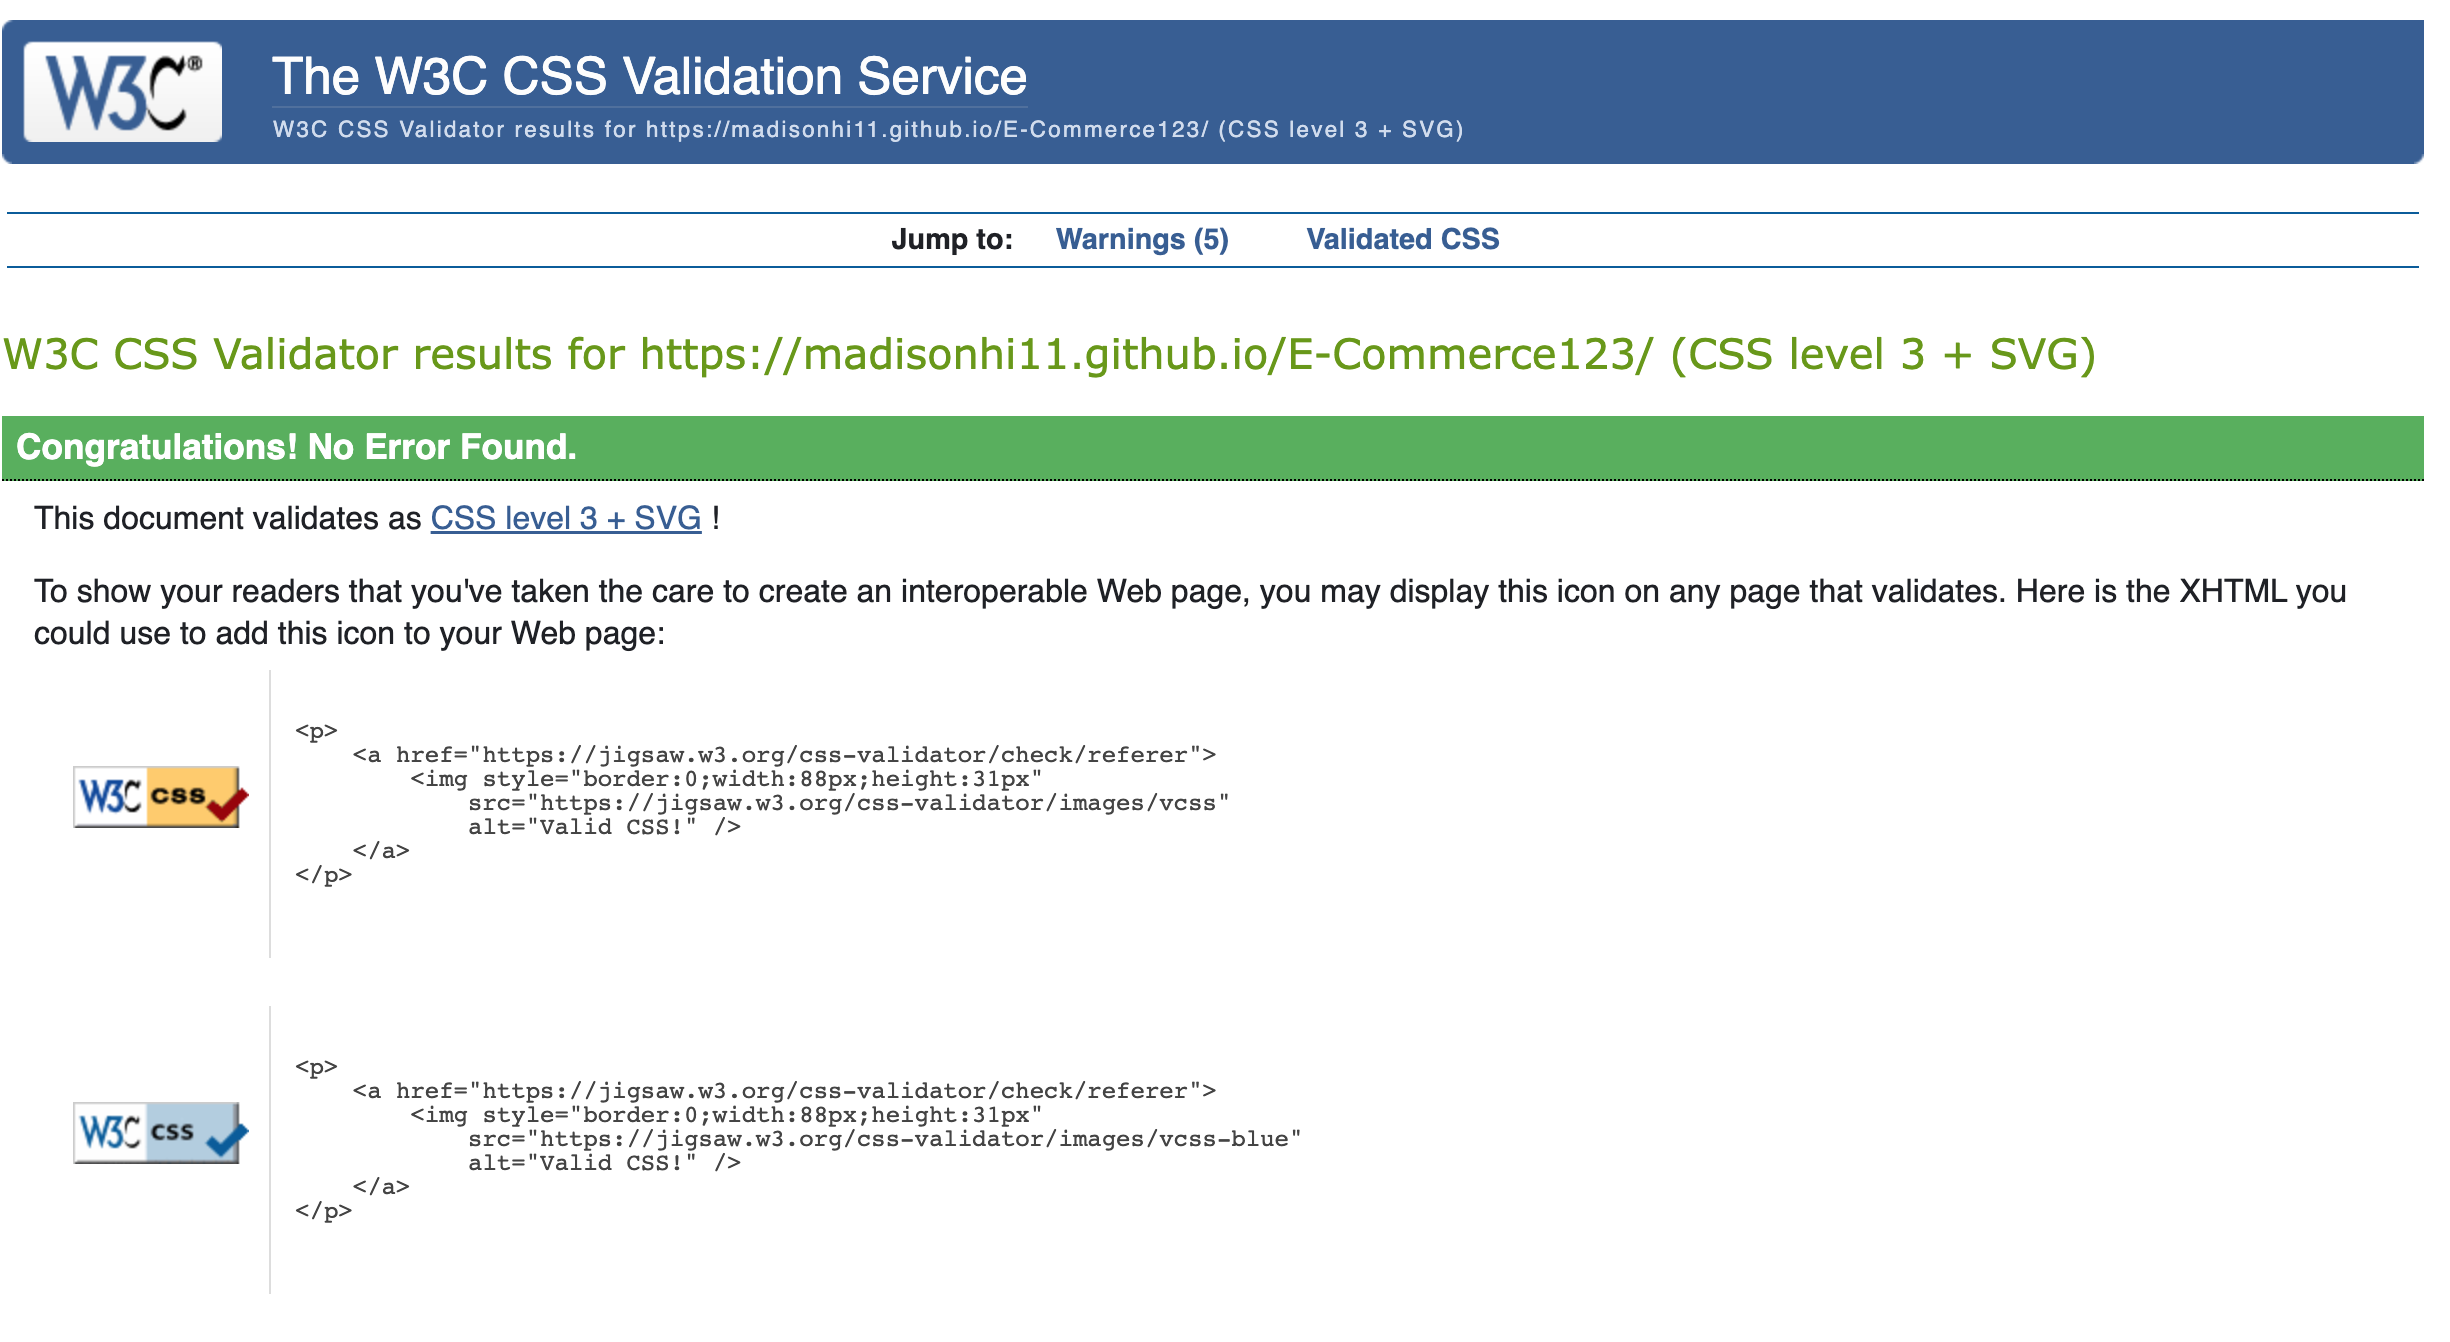 W3C®
The W3C CSS Validation Service
W3C CSS Validator results for https://madisonhi11.github.io/E-Commerce123/ (CSS level 3 + SVG)
Jump to: Warnings (5) Validated CSS
W3C CSS Validator results for https://madisonhi11.github.io/E-Commerce123/ (CSS level 3 + SVG)
Congratulations! No Error Found.
This document validates as CSS level 3 + SVG !
To show your readers that you've taken the care to create an interoperable Web page, you may display this icon on any page that validates. Here is the XHTML you
could use to add this icon to your Web page:
W3C css
<p>
    <a href="https://jigsaw.w3.org/css-validator/check/referer">
        <img style="border:0;width:88px;height:31px"
            src="https://jigsaw.w3.org/css-validator/images/vcss"
            alt="Valid CSS!" />
    </a>
</p>
W3C css
<p>
    <a href="https://jigsaw.w3.org/css-validator/check/referer">
        <img style="border:0;width:88px;height:31px"
            src="https://jigsaw.w3.org/css-validator/images/vcss-blue"
            alt="Valid CSS!" />
    </a>
</p>